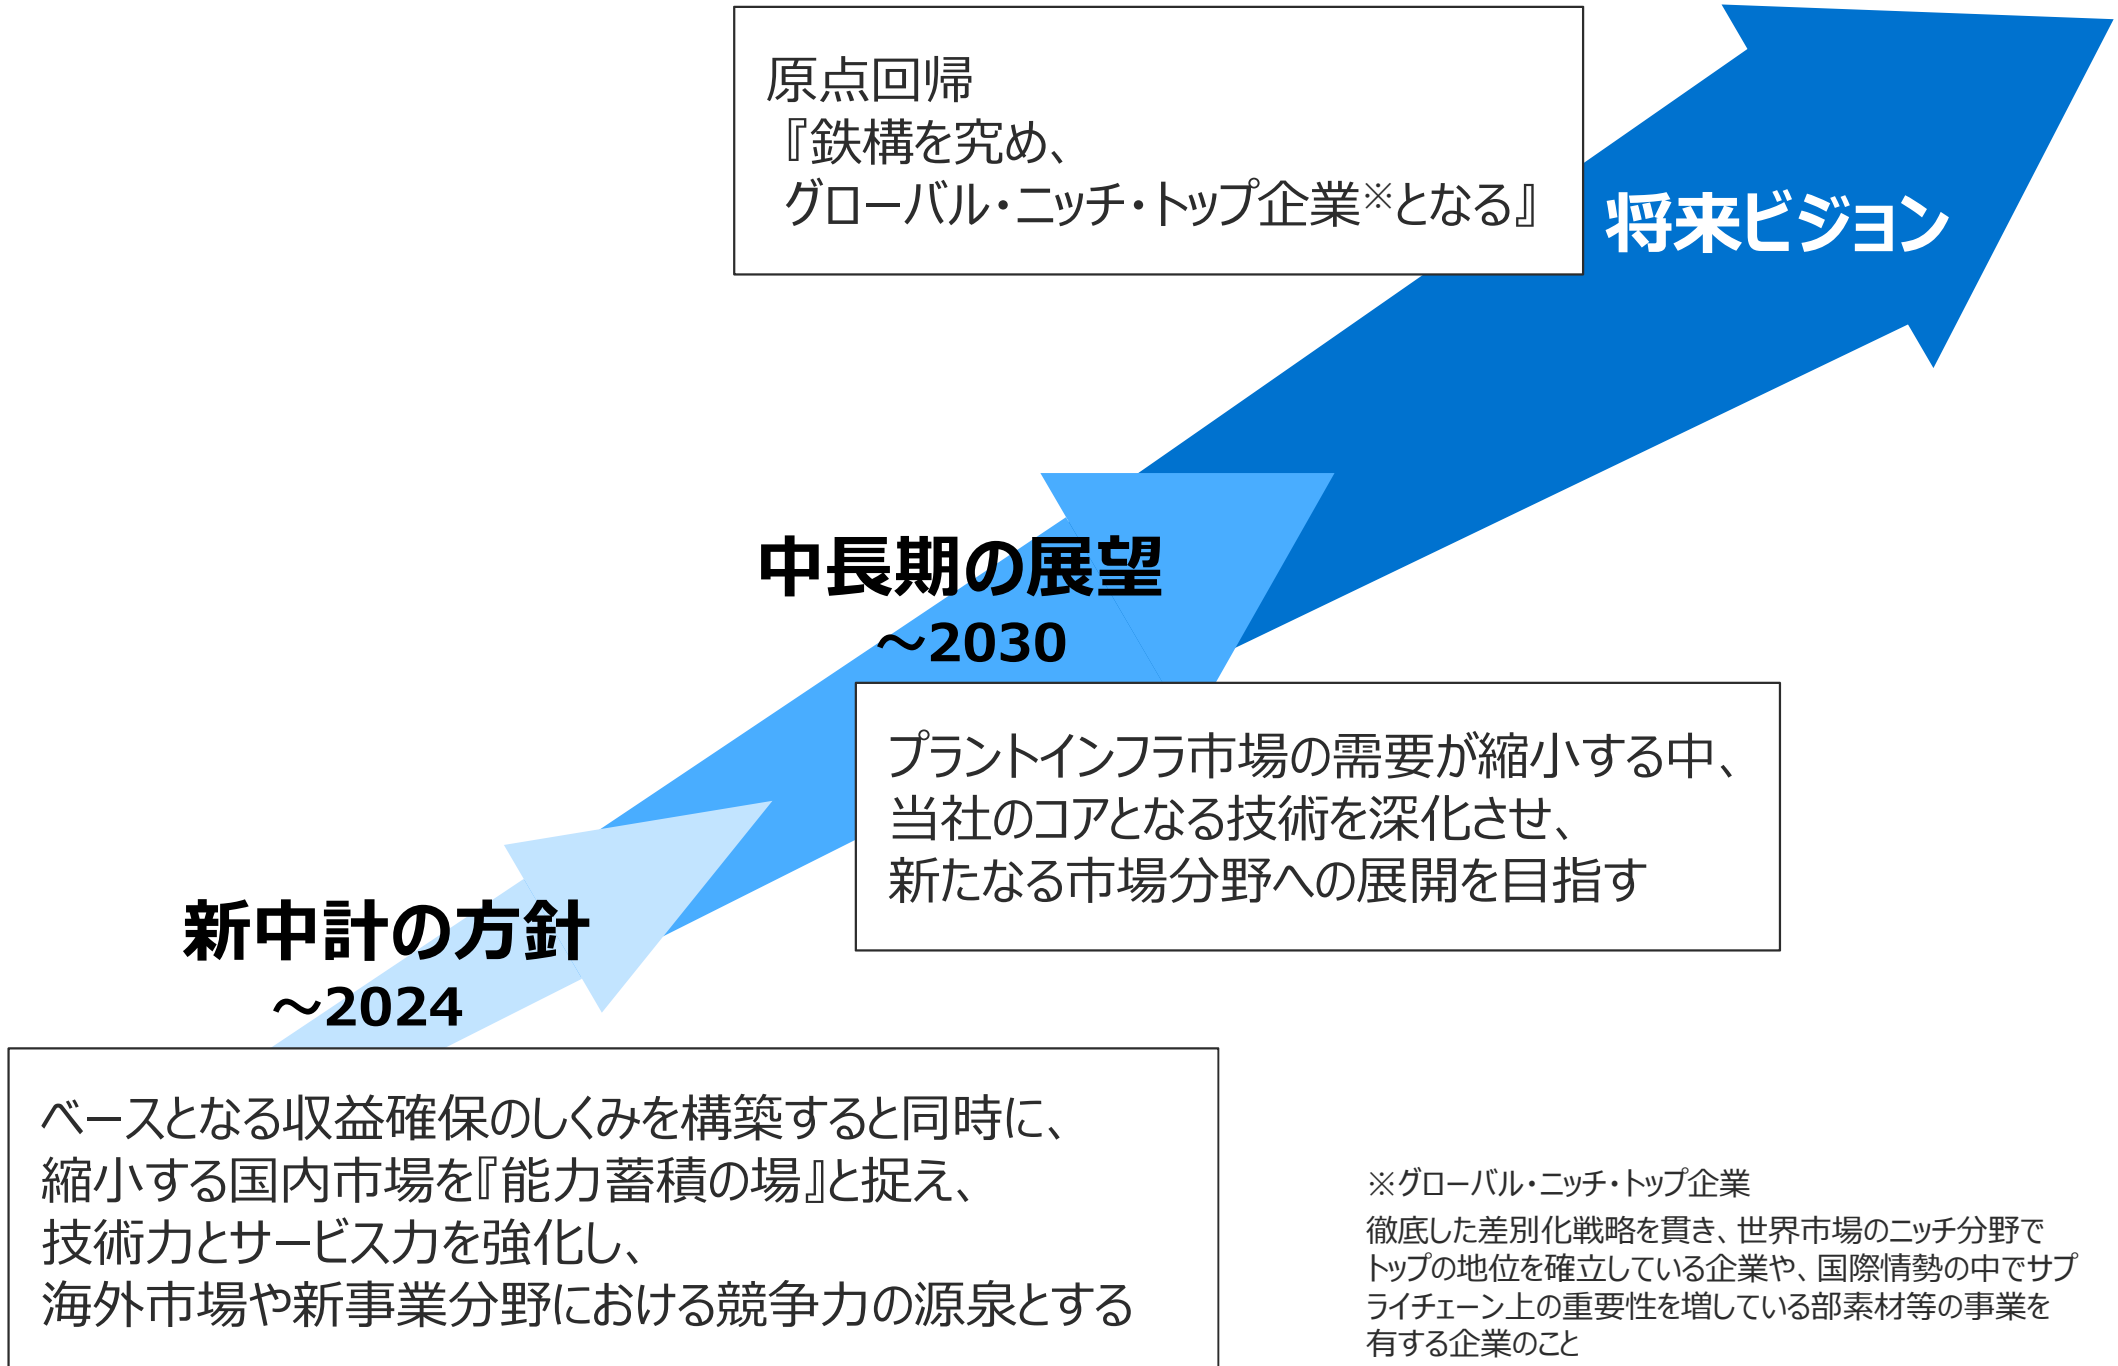 原点回帰
『鉄構を究め、
グローバル・ニッチ・トップ企業※となる』
将来ビジョン
中長期の展望
～2030
プラントインフラ市場の需要が縮小する中、
当社のコアとなる技術を深化させ、
新たなる市場分野への展開を目指す
新中計の方針
～2024
ベースとなる収益確保のしくみを構築すると同時に、
縮小する国内市場を『能力蓄積の場』と捉え、
技術力とサービス力を強化し、
海外市場や新事業分野における競争力の源泉とする
※グローバル・ニッチ・トップ企業
徹底した差別化戦略を貫き、世界市場のニッチ分野で
トップの地位を確立している企業や、国際情勢の中でサプ
ライチェーン上の重要性を増している部素材等の事業を
有する企業のこと